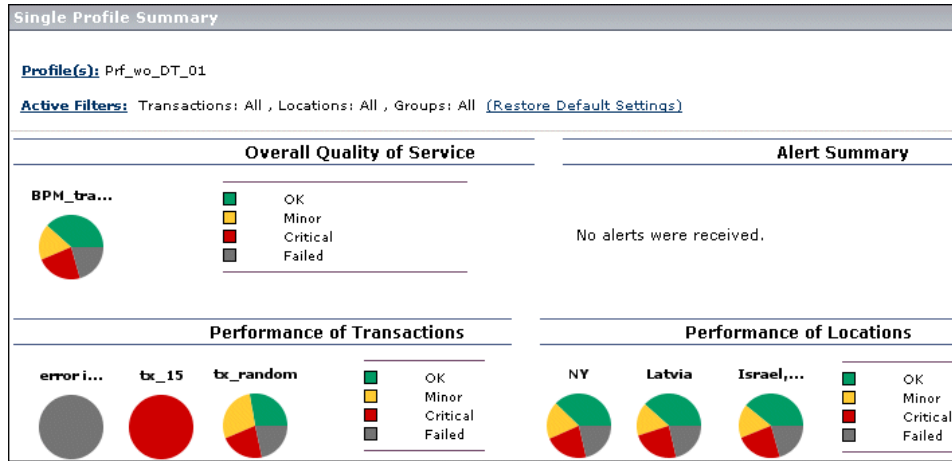 Single Profile Summary
Profile(s): Prf_wo_DT_01
Active Filters: Transactions: All , Locations: All , Groups: All (Restore Default Settings)
Overall Quality of Service
BPM_tra...
OK
Minor
Critical
Failed
Alert Summary
No alerts were received.
Performance of Transactions
error i... tx_15 tx_random
OK
Minor
Critical
Failed
Performance of Locations
NY Latvia Israel,...
OK
Minor
Critical
Failed